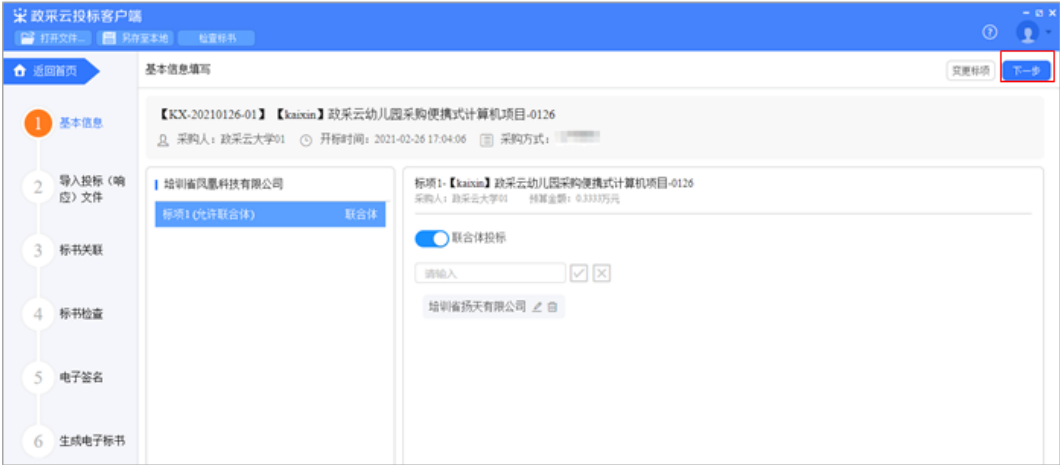 政采云投标客户端
打开文件... 另存至本地 检查标书
返回首页 基本信息填写 变更标项 下一步
1 基本信息
2 导入投标（响应）文件
3 标书关联
4 标书检查
5 电子签名
6 生成电子标书
【KX-20210126-01】【kaixin】政采云幼儿园采购便携式计算机项目-0126
采购人：政采云大学01 开标时间：2021-02-26 17:04:06 采购方式：
培训省凤凰科技有限公司
标项1 (允许联合体) 联合体
标项1-【kaixin】政采云幼儿园采购便携式计算机项目-0126
采购人：政采云大学01 预算金额：0.3333万元
联合体投标
请输入
培训省扬天有限公司